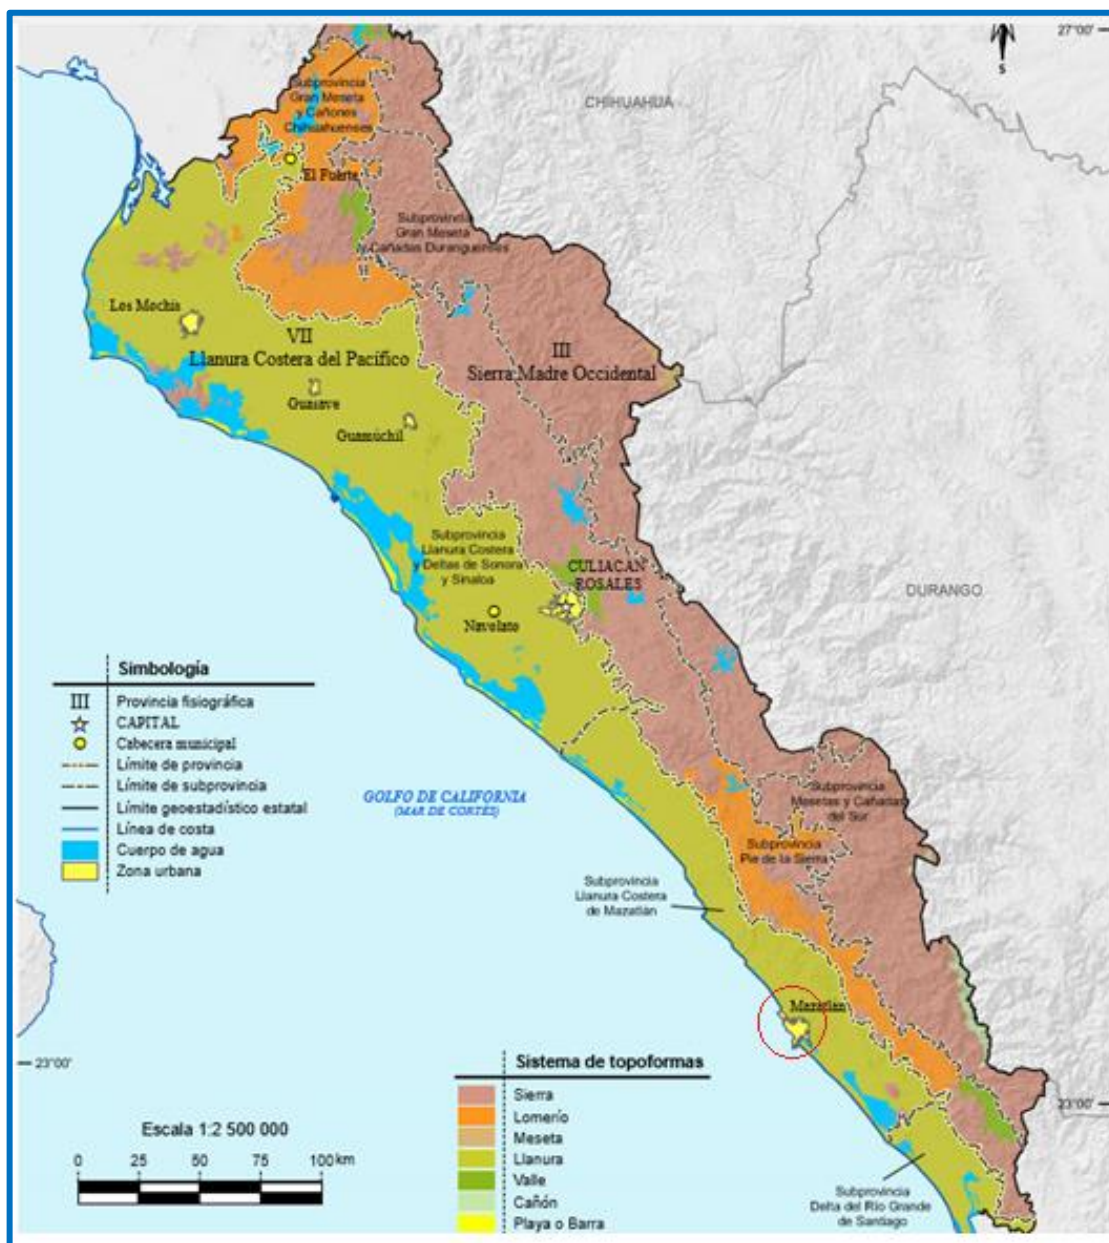 27°00'
S
CHIHUAHUA
Subprovincia
Gran Meseta
y Cañones
Chihuahuenses
El Fuerte
Subprovincia
Gran Meseta
y Cañadas Duranguenses
Los Mochis
VII
Llanura Costera del Pacífico
III
Sierra Madre Occidental
Guasave
Guamúchil
Subprovincia
Llanura Costera
y Deltas de Sonora
y Sinaloa
CULIACÁN
ROSALES
DURANGO
Navolato
Simbología
III Provincia fisiográfica
CAPITAL
Cabecera municipal
Límite de provincia
Límite de subprovincia
Límite geoestadístico estatal
Línea de costa
Cuerpo de agua
Zona urbana
GOLFO DE CALIFORNIA
(MAR DE CORTÉS)
Subprovincia
Mesetas y Cañadas
del Sur
Subprovincia
Pie de la Sierra
Subprovincia
Llanura Costera
de Mazatlán
Mazatlán
23°00'
23°00'
Sistema de topoformas
Sierra
Lomerío
Meseta
Llanura
Valle
Cañón
Playa o Barra
Escala 1:2 500 000
0 25 50 75 100 km
Subprovincia
Delta del Río Grande
de Santiago